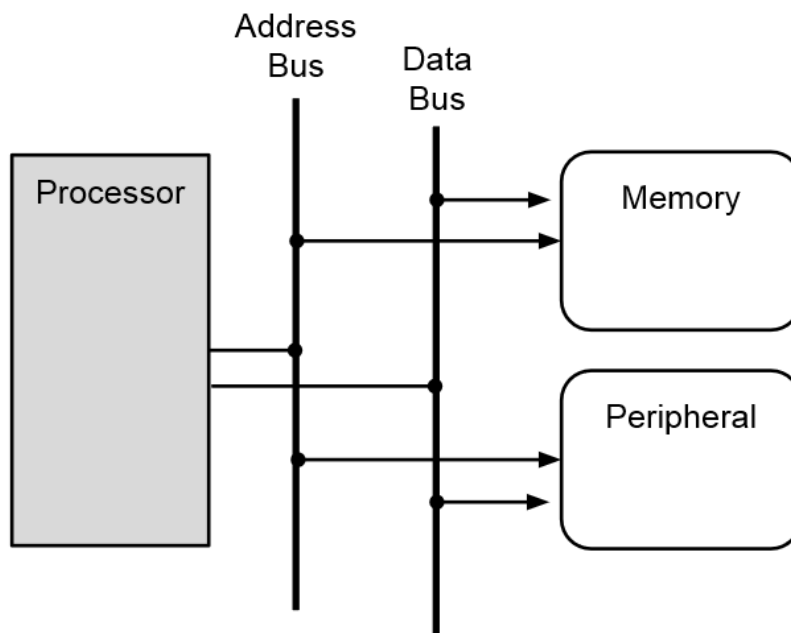 Address
Bus
Data
Bus
Processor
Memory
Peripheral